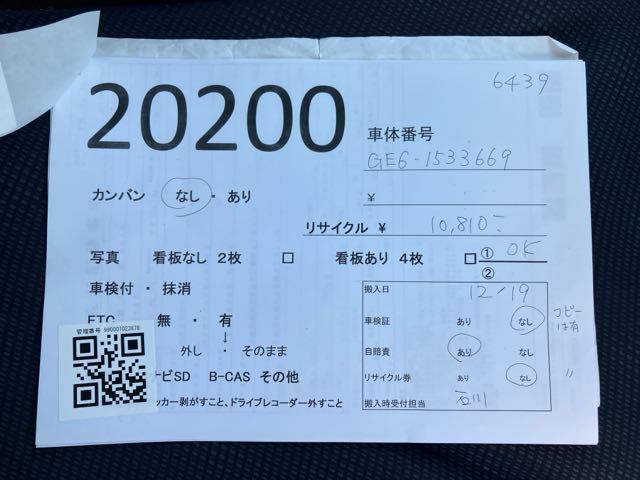 6439
20200
車体番号
GE6-1533669
カンバン なし ・ あり
¥
リサイクル ¥ 10,810-
写真 看板なし 2枚 □ 看板あり 4枚 □ ① OK
②
車検付 ・ 抹消
搬入日 12/19
車検証 あり なし コピーは有
ETC 無 ・ 有
管理番号 990001023876
↓
自賠責 あり なし
外し ・ そのまま
リサイクル券 あり なし 〃
ナビSD B-CAS その他
搬入時受付担当 石川
ッカー剥がすこと、ドライブレコーダー外すこと